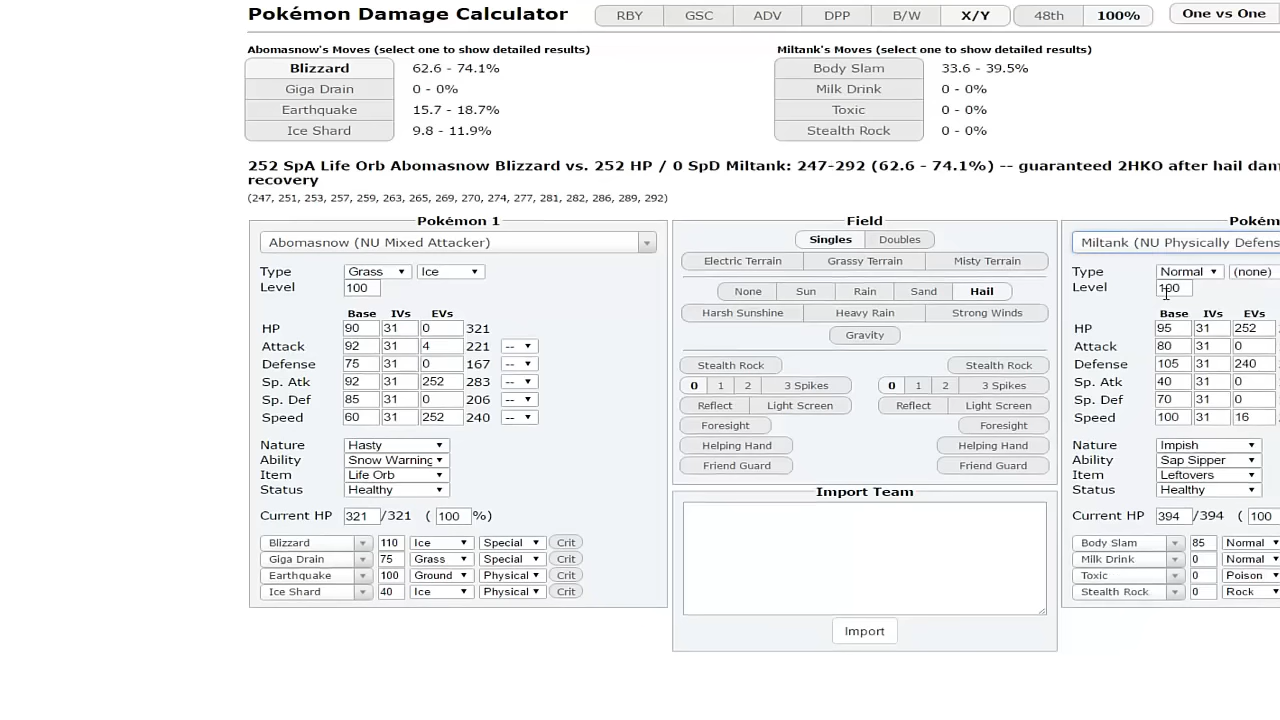 Pokémon Damage Calculator RBY GSC ADV DPP B/W X/Y 48th 100% One vs One
Abomasnow's Moves (select one to show detailed results) Miltank's Moves (select one to show detailed results)
Blizzard 62.6 - 74.1% Body Slam 33.6 - 39.5%
Giga Drain 0 - 0% Milk Drink 0 - 0%
Earthquake 15.7 - 18.7% Toxic 0 - 0%
Ice Shard 9.8 - 11.9% Stealth Rock 0 - 0%
252 SpA Life Orb Abomasnow Blizzard vs. 252 HP / 0 SpD Miltank: 247-292 (62.6 - 74.1%) -- guaranteed 2HKO after hail dam
recovery
(247, 251, 253, 257, 259, 263, 265, 269, 270, 274, 277, 281, 282, 286, 289, 292)
Pokémon 1
Abomasnow (NU Mixed Attacker)
Type Grass Ice
Level 100
Base IVs EVs
HP 90 31 0 321
Attack 92 31 4 221 --
Defense 75 31 0 167 --
Sp. Atk 92 31 252 283 --
Sp. Def 85 31 0 206 --
Speed 60 31 252 240 --
Nature Hasty
Ability Snow Warning
Item Life Orb
Status Healthy
Current HP 321 /321 ( 100 %)
Blizzard 110 Ice Special Crit
Giga Drain 75 Grass Special Crit
Earthquake 100 Ground Physical Crit
Ice Shard 40 Ice Physical Crit
Field
Singles Doubles
Electric Terrain Grassy Terrain Misty Terrain
None Sun Rain Sand Hail
Harsh Sunshine Heavy Rain Strong Winds
Gravity
Stealth Rock Stealth Rock
0 1 2 3 Spikes 0 1 2 3 Spikes
Reflect Light Screen Reflect Light Screen
Foresight Foresight
Helping Hand Helping Hand
Friend Guard Friend Guard
Import Team
Import
Pokém
Miltank (NU Physically Defens
Type Normal (none)
Level 100
Base IVs EVs
HP 95 31 252
Attack 80 31 0
Defense 105 31 240
Sp. Atk 40 31 0
Sp. Def 70 31 0
Speed 100 31 16
Nature Impish
Ability Sap Sipper
Item Leftovers
Status Healthy
Current HP 394 /394 ( 100
Body Slam 85 Normal
Milk Drink 0 Normal
Toxic 0 Poison
Stealth Rock 0 Rock